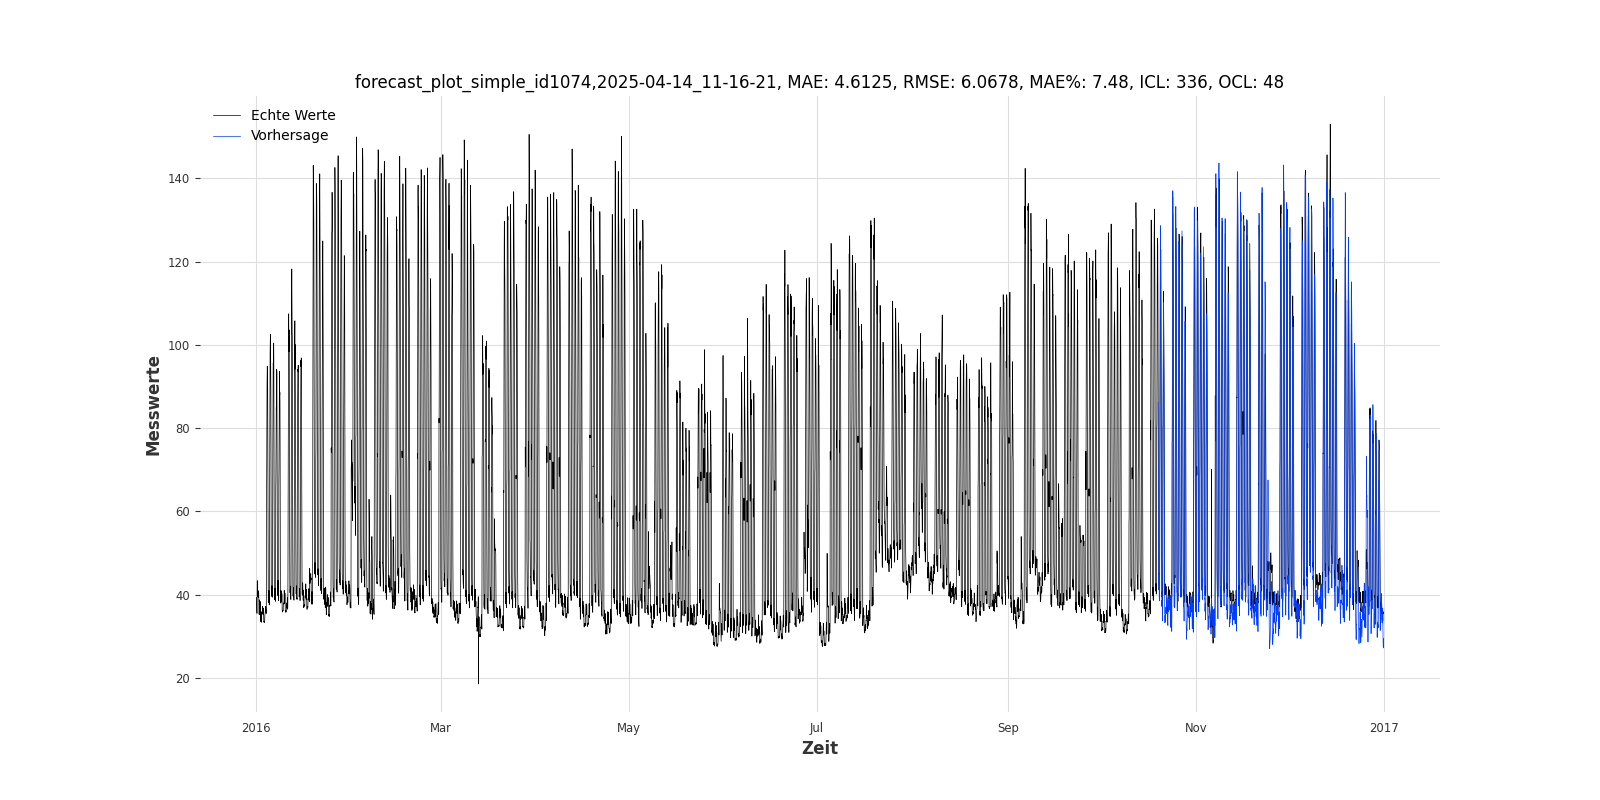 forecast_plot_simple_id1074,2025-04-14_11-16-21, MAE: 4.6125, RMSE: 6.0678, MAE%: 7.48, ICL: 336, OCL: 48
Echte Werte
Vorhersage
140
120
100
80
60
40
20
Messwerte
2016
Mar
May
Jul
Sep
Nov
2017
Zeit